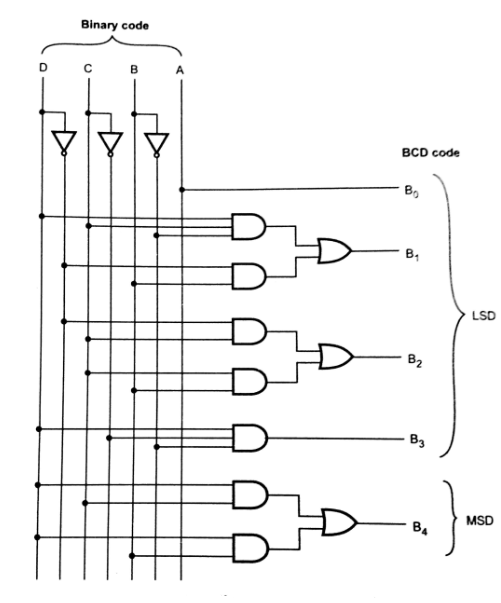 Binary code
D C B A
BCD code
B₀
B₁
LSD
B₂
B₃
B₄
MSD